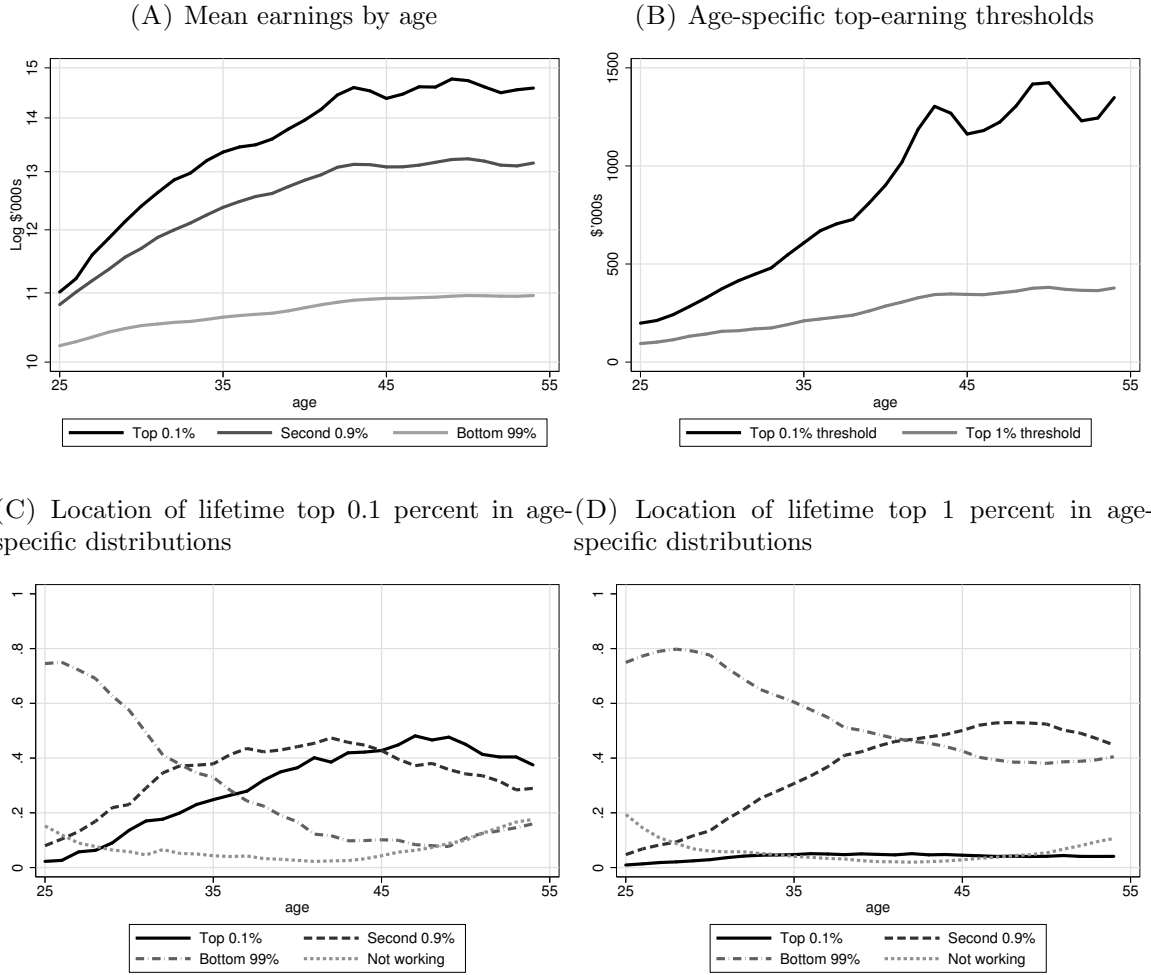 (A) Mean earnings by age
15
14
13
12
11
10
Log $'000s
25 35 45 55
age
Top 0.1% Second 0.9% Bottom 99%
(B) Age-specific top-earning thresholds
1500
1000
500
0
$'000s
25 35 45 55
age
Top 0.1% threshold Top 1% threshold
(C) Location of lifetime top 0.1 percent in age-
specific distributions
1
.8
.6
.4
.2
0
25 35 45 55
age
Top 0.1% Second 0.9%
Bottom 99% Not working
(D) Location of lifetime top 1 percent in age-
specific distributions
1
.8
.6
.4
.2
0
25 35 45 55
age
Top 0.1% Second 0.9%
Bottom 99% Not working